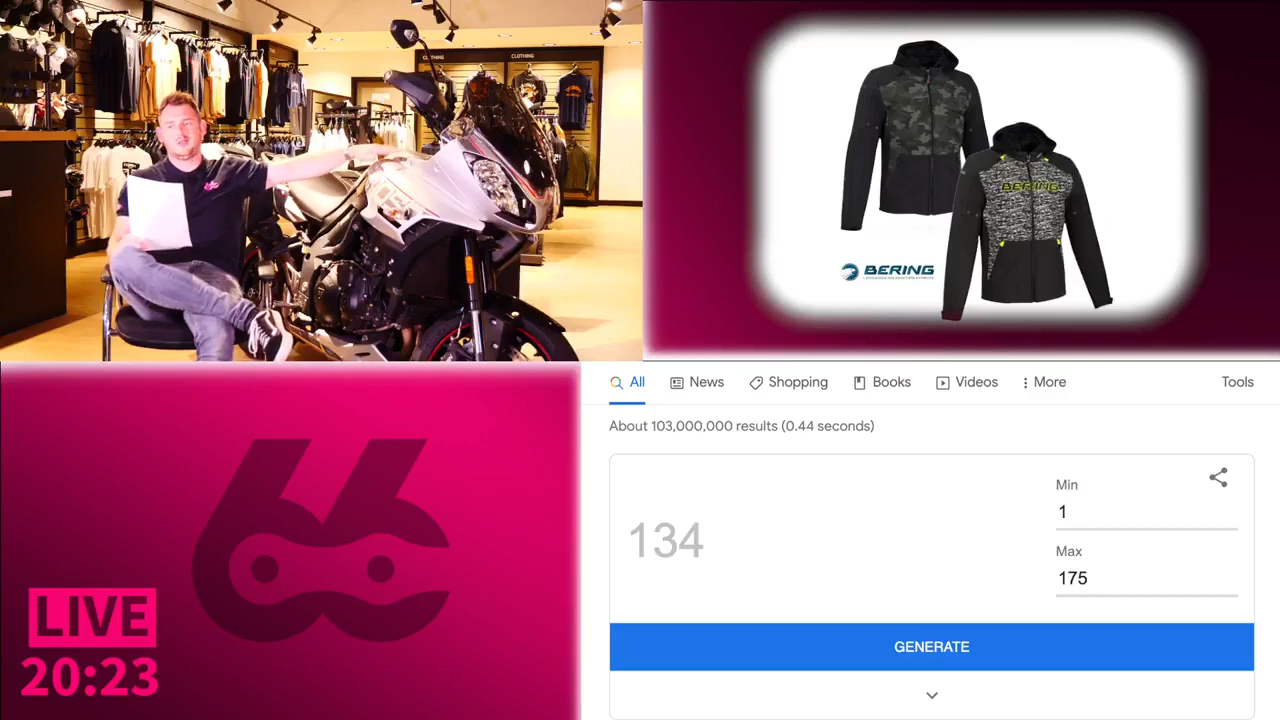 CLOTHING
CLOTHING
BERING
BERING
66
LIVE
20:23
All
News
Shopping
Books
Videos
More
Tools
About 103,000,000 results (0.44 seconds)
134
Min
1
Max
175
GENERATE